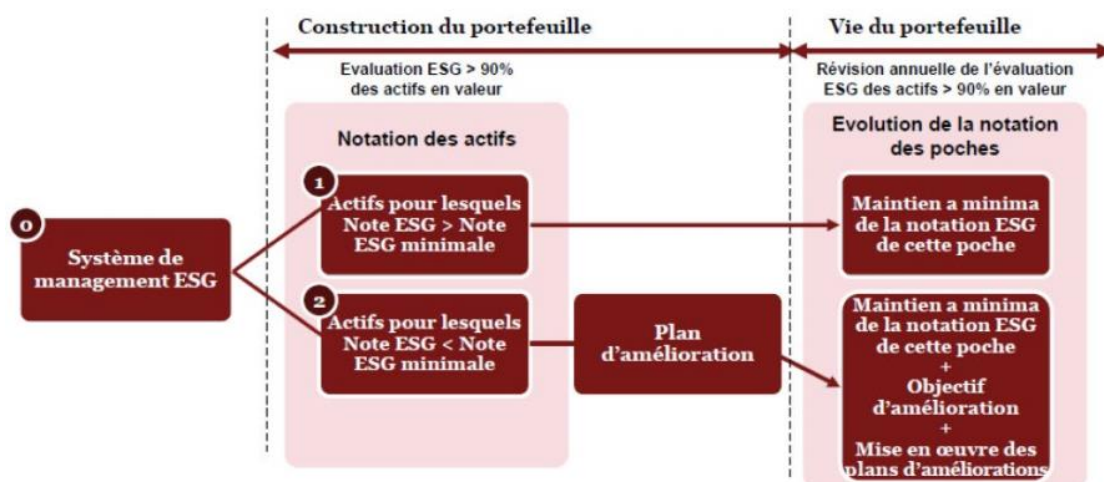 Construction du portefeuille
Vie du portefeuille
Evaluation ESG > 90%
des actifs en valeur
Révision annuelle de l'évaluation
ESG des actifs > 90% en valeur
Notation des actifs
Evolution de la notation
des poches
0
Système de
management ESG
1
Actifs pour lesquels
Note ESG > Note
ESG minimale
Maintien a minima
de la notation ESG
de cette poche
2
Actifs pour lesquels
Note ESG < Note
ESG minimale
Plan
d'amélioration
Maintien a minima
de la notation ESG
de cette poche
+
Objectif
d'amélioration
+
Mise en œuvre des
plans d'améliorations